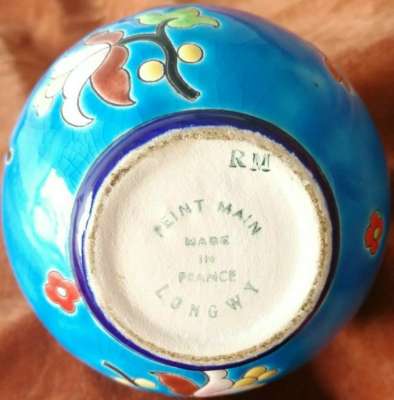 RM
PEINT MAIN
MADE
IN
FRANCE
LONGWY